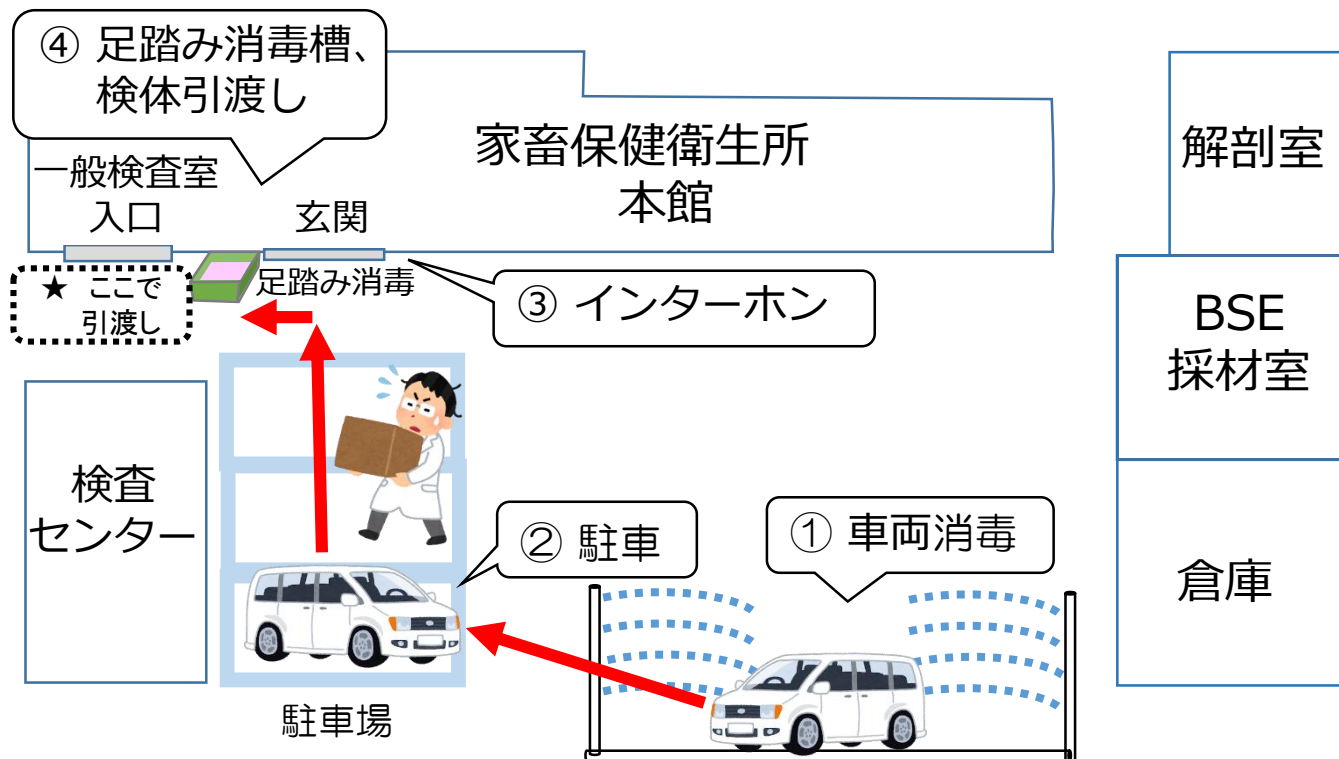 ④ 足踏み消毒槽、
検体引渡し
家畜保健衛生所
本館
解剖室
一般検査室
入口
玄関
★ ここで
引渡し
足踏み消毒
③ インターホン
BSE
採材室
検査
センター
② 駐車
① 車両消毒
倉庫
駐車場